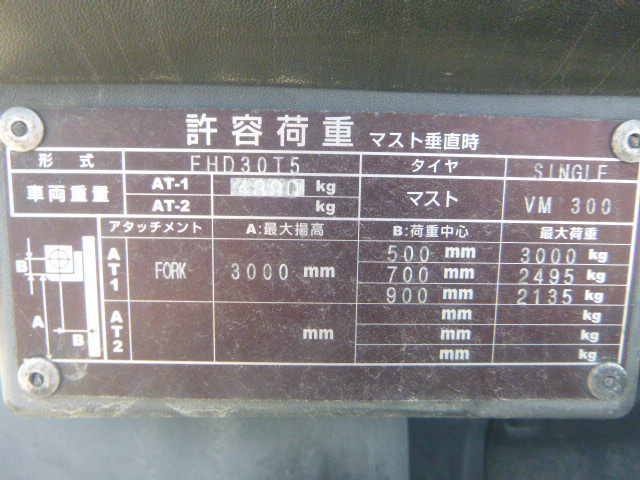 許容荷重 マスト垂直時
形式 FHD30T5 タイヤ SINGLE
車両重量 AT-1 kg マスト VM 300
AT-2 kg
アタッチメント A:最大揚高 B:荷重中心 最大荷重
AT1 FORK 3000 mm 500 mm 3000 kg
700 mm 2495 kg
900 mm 2135 kg
AT2 mm mm kg
mm kg
mm kg
B
A
B